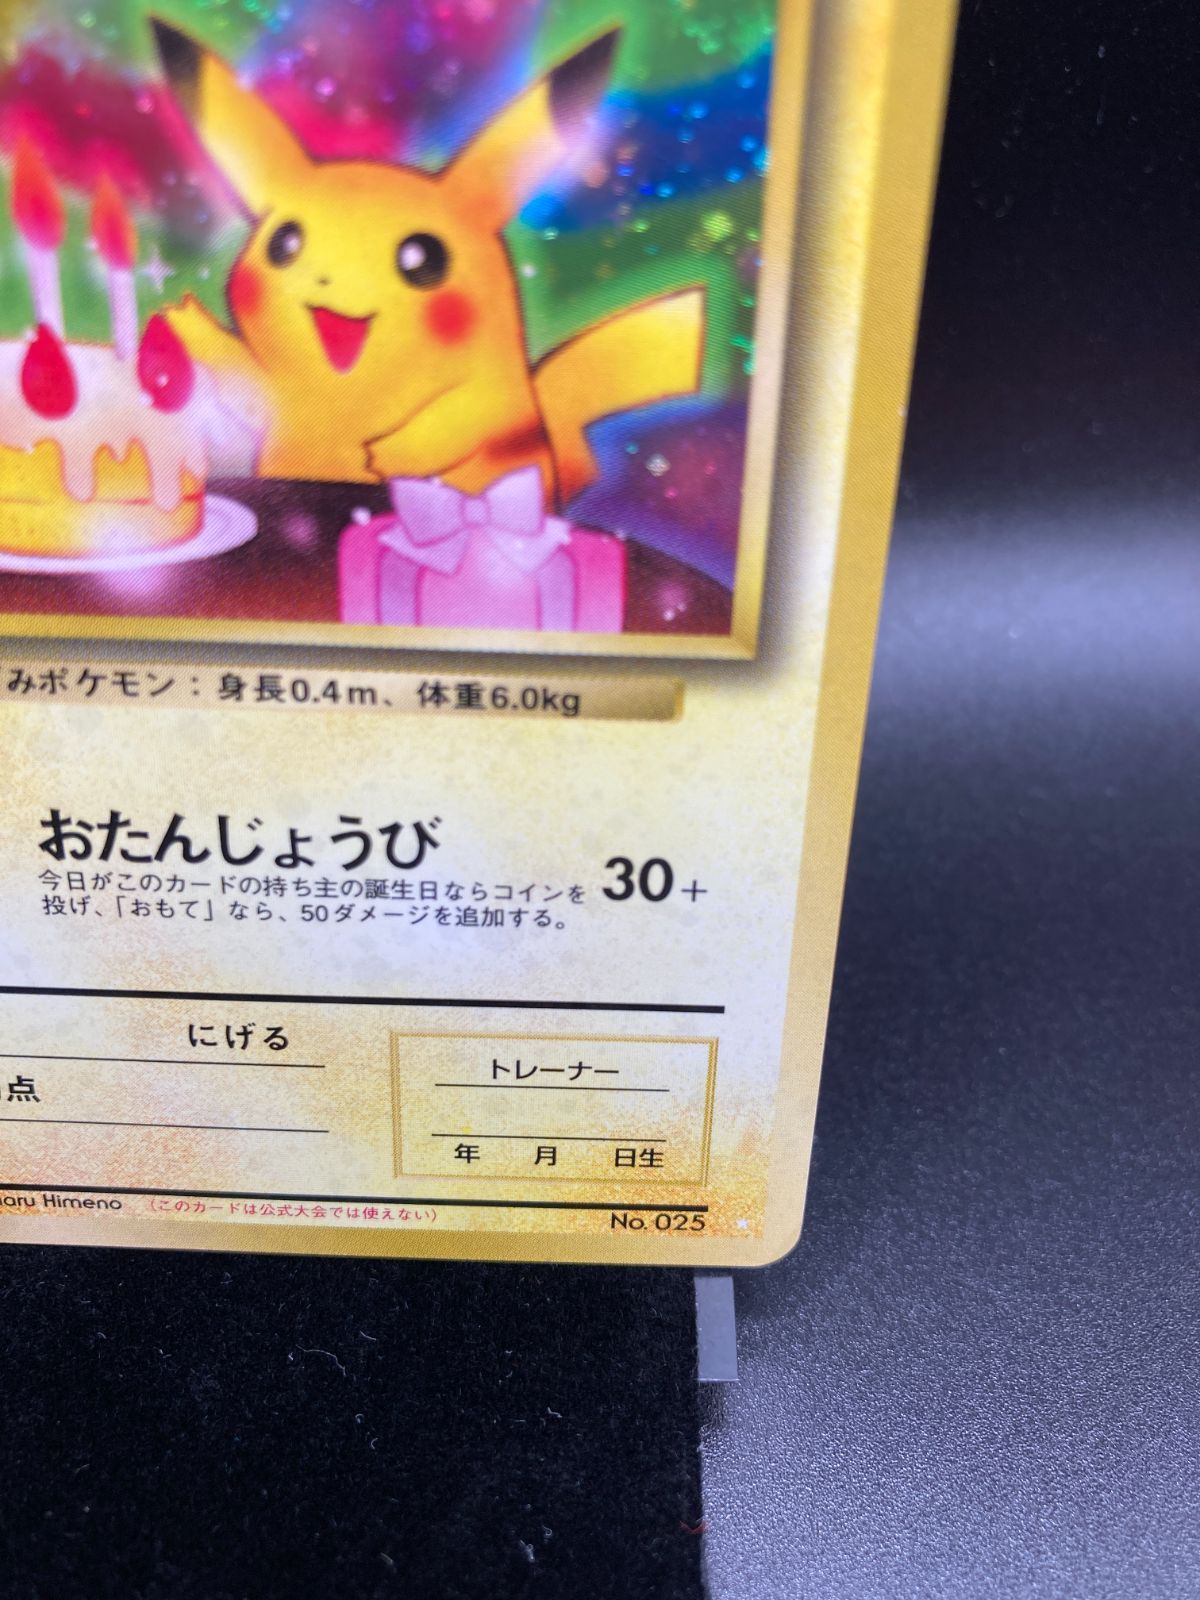 みポケモン：身長0.4m、体重6.0kg
おたんじょうび
今日がこのカードの持ち主の誕生日ならコインを
投げ、「おもて」なら、50ダメージを追加する。
30+
にげる
点
トレーナー
年 月 日生
aru Himeno （このカードは公式大会では使えない） No. 025